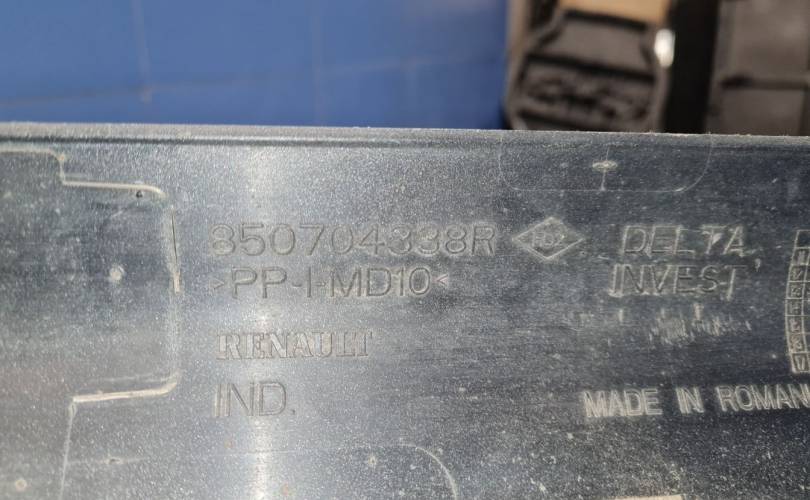 850704338R
DELTA
>PP-I-MD10<
INVEST
RENAULT
IND.
MADE IN ROMAN